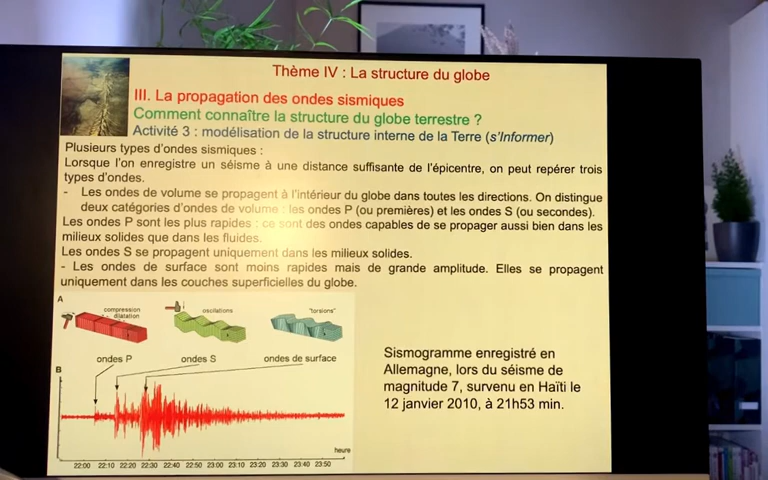 Thème IV : La structure du globe
III. La propagation des ondes sismiques
Comment connaître la structure du globe terrestre ?
Activité 3 : modélisation de la structure interne de la Terre (s'Informer)
Plusieurs types d'ondes sismiques :
Lorsque l'on enregistre un séisme à une distance suffisante de l'épicentre, on peut repérer trois
types d'ondes.
- Les ondes de volume se propagent à l'intérieur du globe dans toutes les directions. On distingue
deux catégories d'ondes de volume : les ondes P (ou premières) et les ondes S (ou secondes).
Les ondes P sont les plus rapides : ce sont des ondes capables de se propager aussi bien dans les
milieux solides que dans les fluides.
Les ondes S se propagent uniquement dans les milieux solides.
- Les ondes de surface sont moins rapides mais de grande amplitude. Elles se propagent
uniquement dans les couches superficielles du globe.
A
compression
dilatation
oscillations
"torsions"
ondes P ondes S ondes de surface
B
heure
22:00 22:10 22:20 22:30 22:40 22:50 23:00 23:10 23:20 23:30 23:40 23:50
Sismogramme enregistré en
Allemagne, lors du séisme de
magnitude 7, survenu en Haïti le
12 janvier 2010, à 21h53 min.